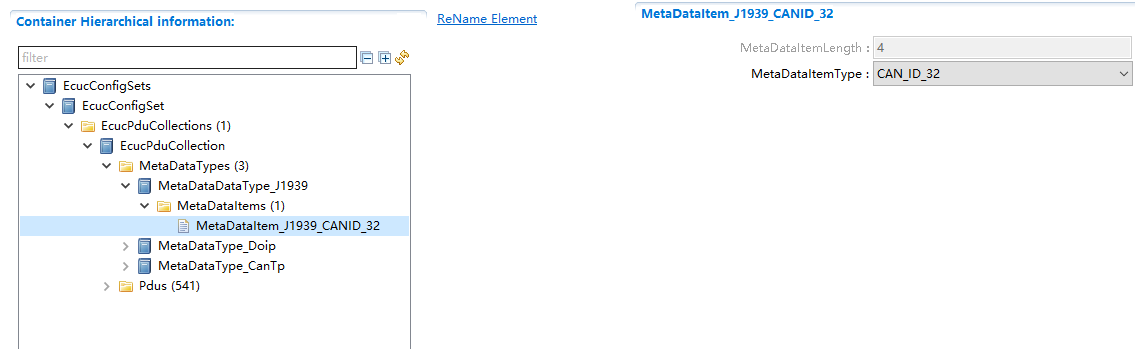 Container Hierarchical information:
filter
EcucConfigSets
EcucConfigSet
EcucPduCollections (1)
EcucPduCollection
MetaDataTypes (3)
MetaDataDataType_J1939
MetaDataItems (1)
MetaDataItem_J1939_CANID_32
MetaDataType_Doip
MetaDataType_CanTp
Pdus (541)
ReName Element
MetaDataItem_J1939_CANID_32
MetaDataItemLength : 4
MetaDataItemType : CAN_ID_32